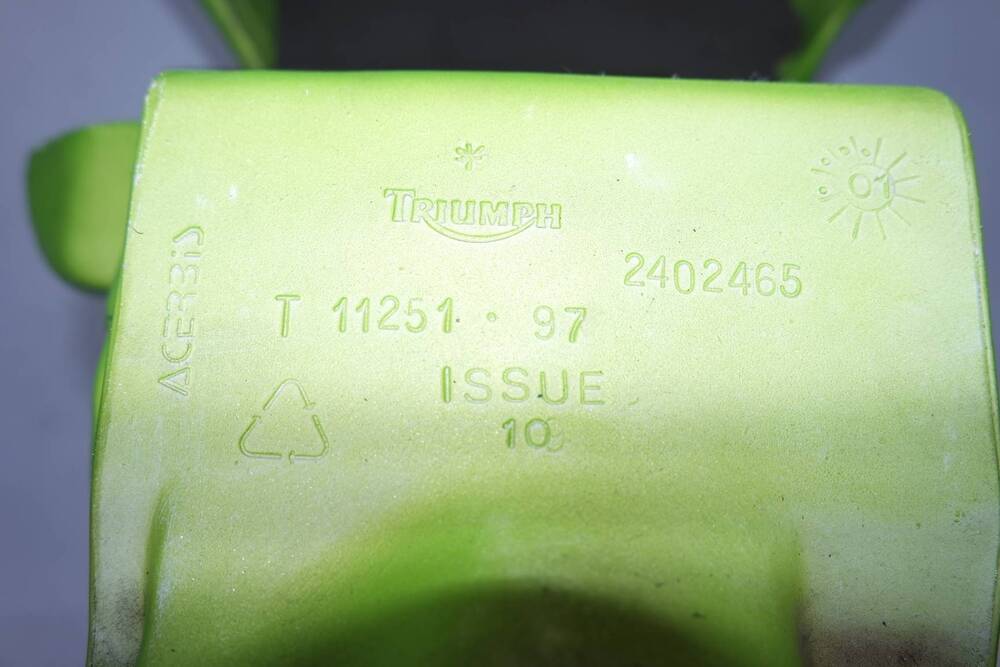 *
TRIUMPH
01
2402465
ACERBIS
T 11251 · 97
ISSUE
10